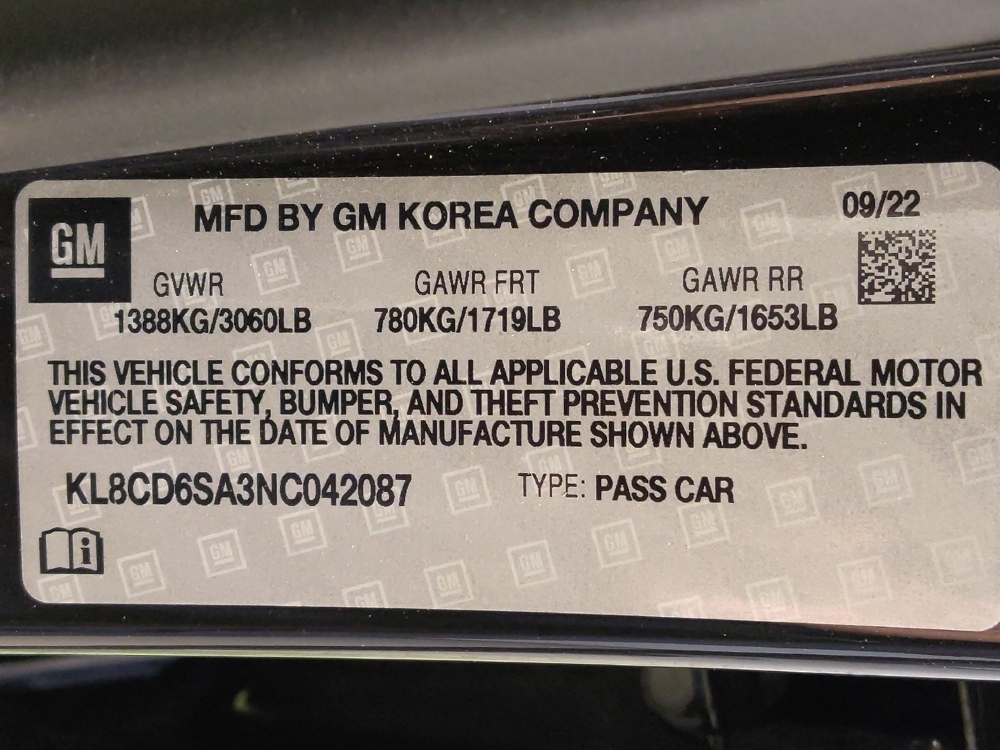 GM
MFD BY GM KOREA COMPANY
09/22
GVWR GAWR FRT GAWR RR
1388KG/3060LB 780KG/1719LB 750KG/1653LB
THIS VEHICLE CONFORMS TO ALL APPLICABLE U.S. FEDERAL MOTOR
VEHICLE SAFETY, BUMPER, AND THEFT PREVENTION STANDARDS IN
EFFECT ON THE DATE OF MANUFACTURE SHOWN ABOVE.
KL8CD6SA3NC042087 TYPE: PASS CAR